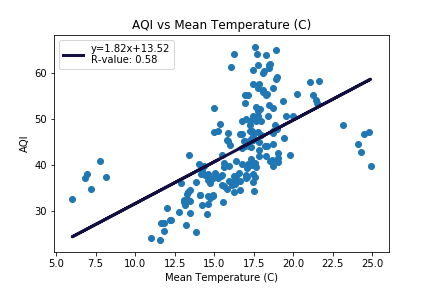 AQI vs Mean Temperature (C)
y=1.82x+13.52
R-value: 0.58
AQI
60
50
40
30
5.0 7.5 10.0 12.5 15.0 17.5 20.0 22.5 25.0
Mean Temperature (C)